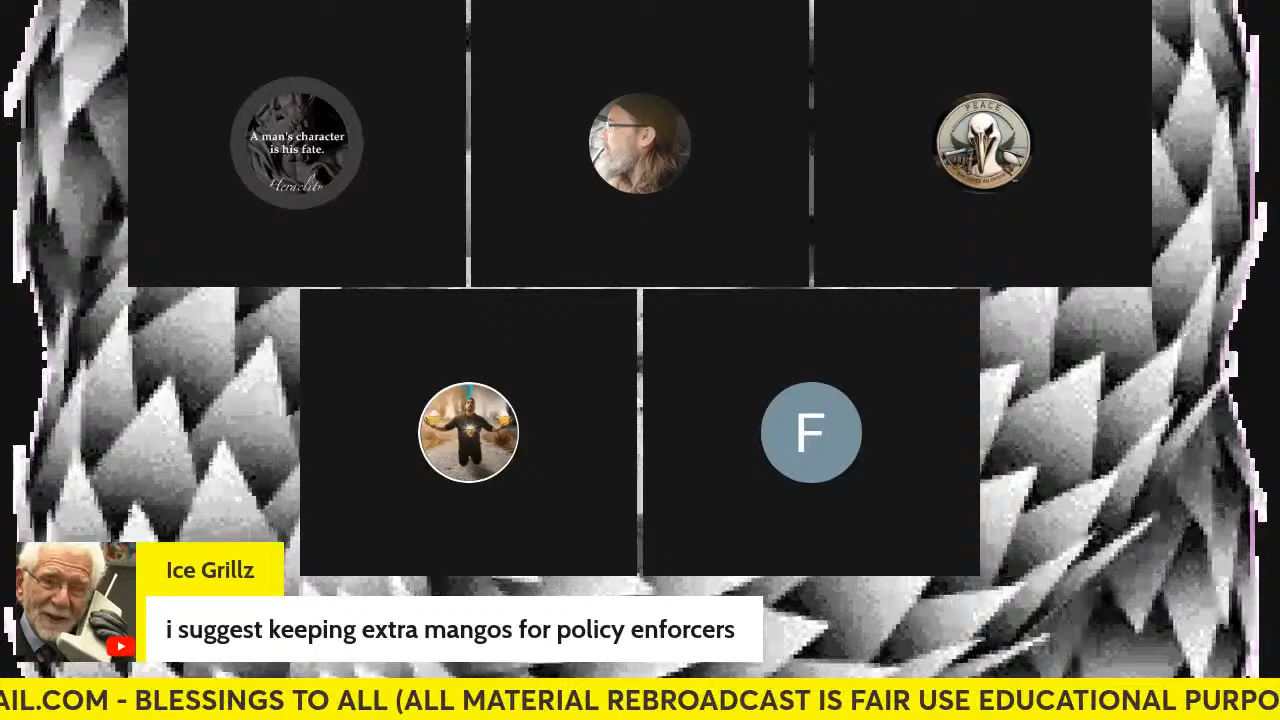 A man's character
is his fate.
PEACE
F
Ice Grillz
i suggest keeping extra mangos for policy enforcers
AIL.COM - BLESSINGS TO ALL (ALL MATERIAL REBROADCAST IS FAIR USE EDUCATIONAL PURPO